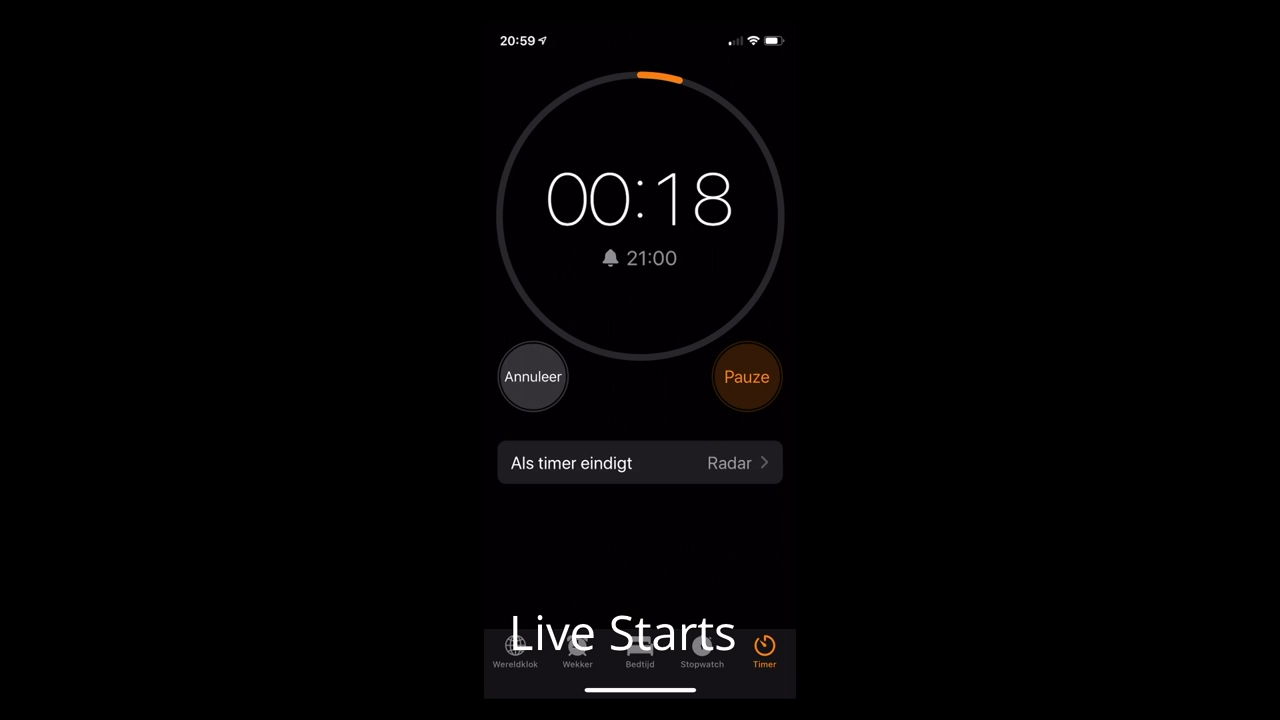 20:59
00:18
21:00
Annuleer
Pauze
Als timer eindigt
Radar
Live Starts
Wereldklok
Wekker
Bedtijd
Stopwatch
Timer